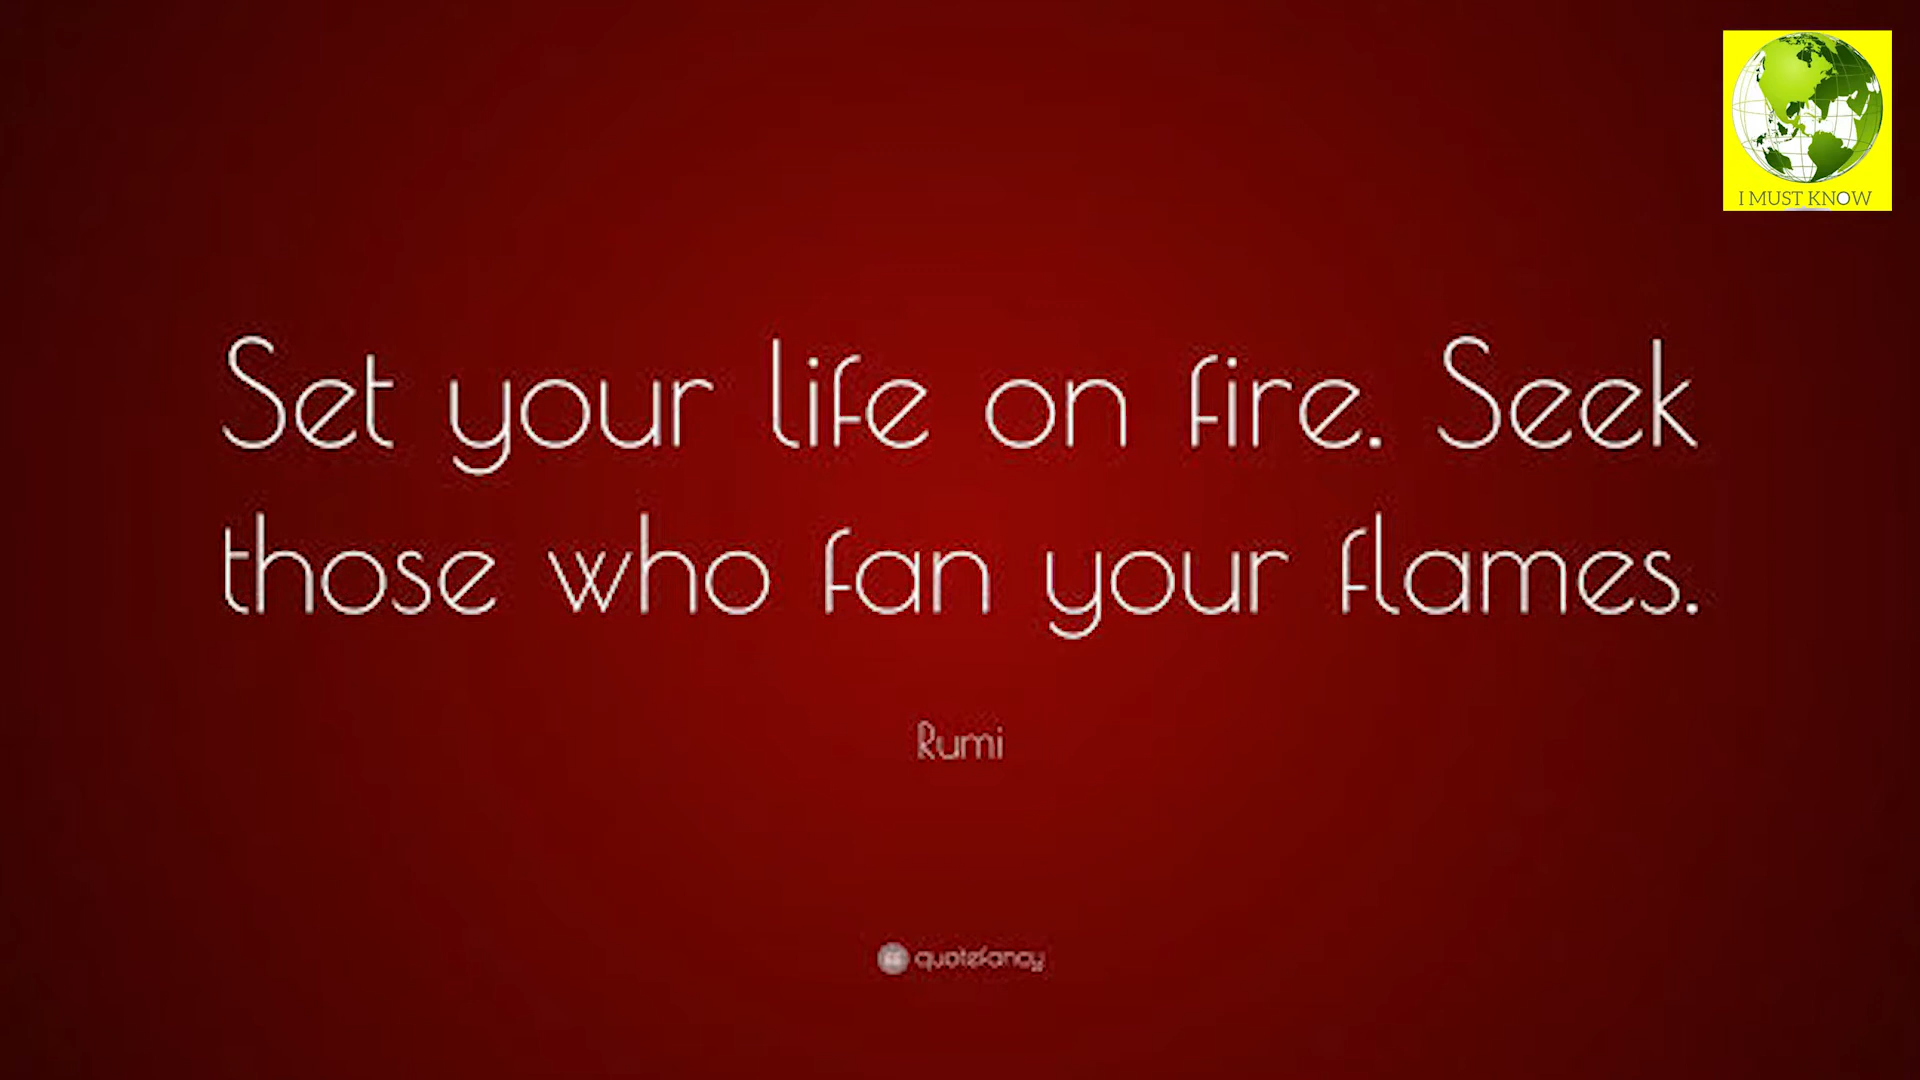 I MUST KNOW
Set your life on fire. Seek
those who fan your flames.
Rumi
quotefancy